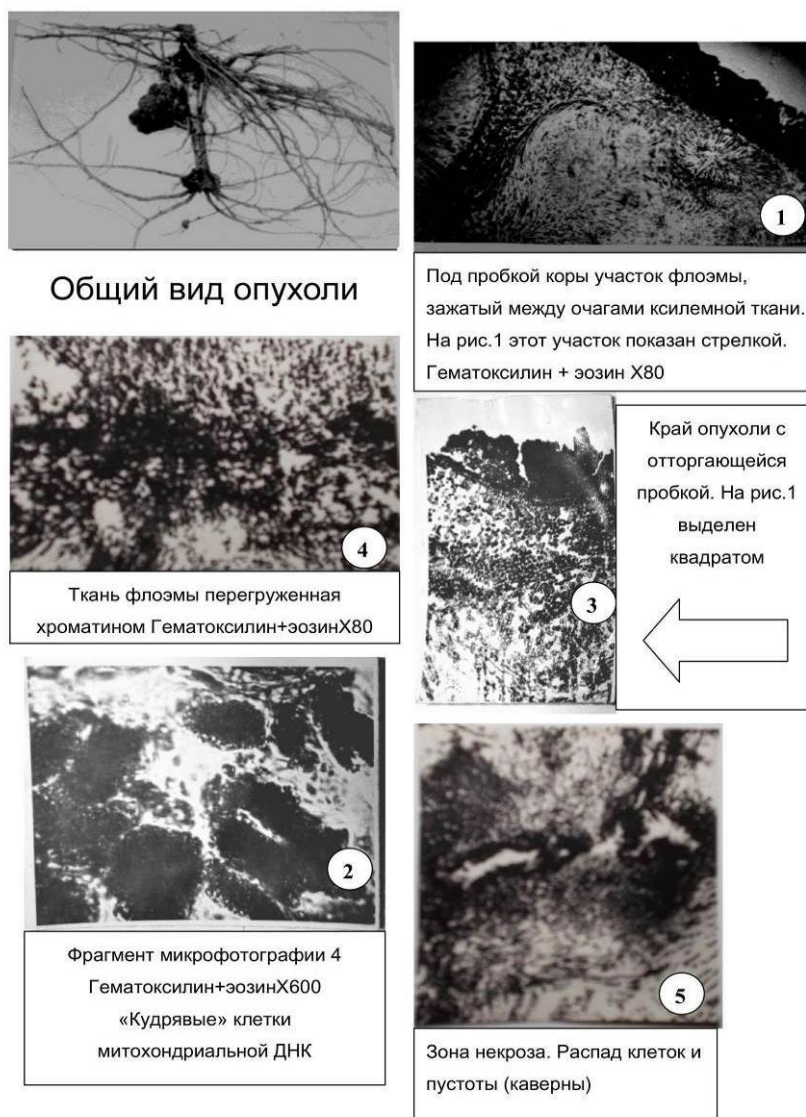 Общий вид опухоли
1
Под пробкой коры участок флоэмы,
зажатый между очагами ксилемной ткани.
На рис.1 этот участок показан стрелкой.
Гематоксилин + эозин Х80
4
Ткань флоэмы перегруженная
хроматином Гематоксилин+эозинХ80
3
Край опухоли с
отторгающейся
пробкой. На рис.1
выделен
квадратом
2
Фрагмент микрофотографии 4
Гематоксилин+эозинХ600
«Кудрявые» клетки
митохондриальной ДНК
5
Зона некроза. Распад клеток и
пустоты (каверны)